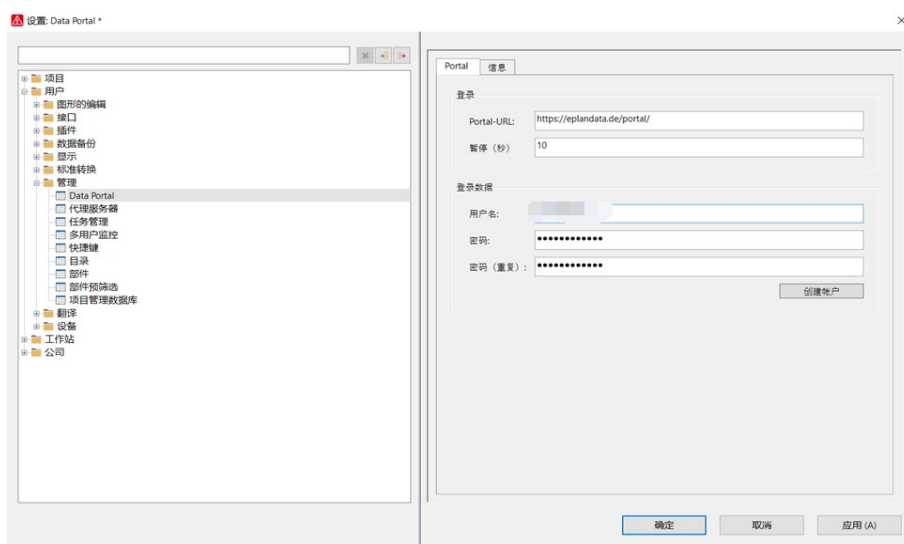 设置: Data Portal *
项目
用户
图形的编辑
接口
插件
数据备份
显示
标准转换
管理
Data Portal
代理服务器
任务管理
多用户监控
快捷键
目录
部件
部件预筛选
项目管理数据库
翻译
设备
工作站
公司
Portal 信息
登录
Portal-URL: https://eplandata.de/portal/
暂停（秒） 10
登录数据
用户名:
密码: ••••••••••••
密码（重复）: ••••••••••••
创建帐户
确定 取消 应用 (A)